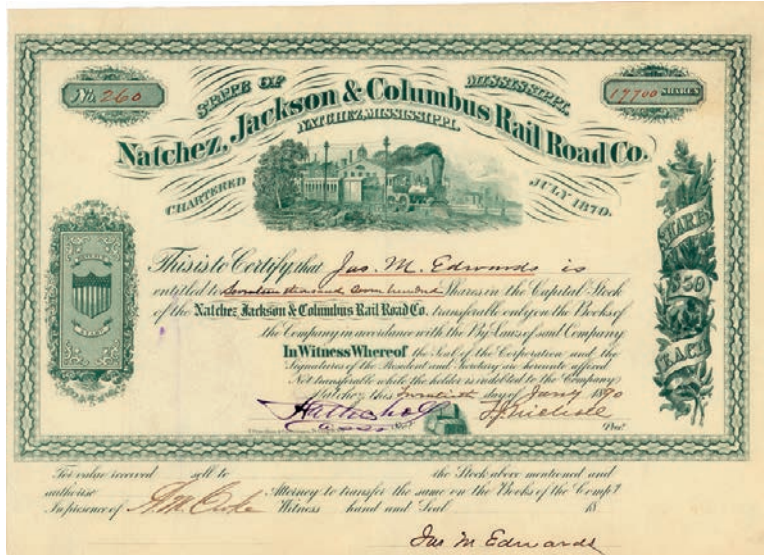 No. 260
STATE OF MISSISSIPPI.
17700 SHARES
Natchez, Jackson & Columbus Rail Road Co.
NATCHEZ, MISSISSIPPI.
CHARTERED JULY 1870.
This is to Certify, that Jas. M. Edwards is
entitled to Seventeen thousand Seven hundred Shares in the Capital Stock
of the Natchez Jackson & Columbus Rail Road Co. transferable only on the Books of
the Company in accordance with the By Laws of said Company
In Witness Whereof the Seal of the Corporation and the
Signatures of the President and Secretary are hereunto affixed
Not transferable while the holder is indebted to the Company
Natchez this twentieth day of Jany 1890
Sec.
Pres.
SHARES
$50
EACH
For value received sell to the Stock above mentioned and
authorise Attorney to transfer the same on the Books of the Comp.y
In presence of Witness hand and Seal 18
Jas M Edwards